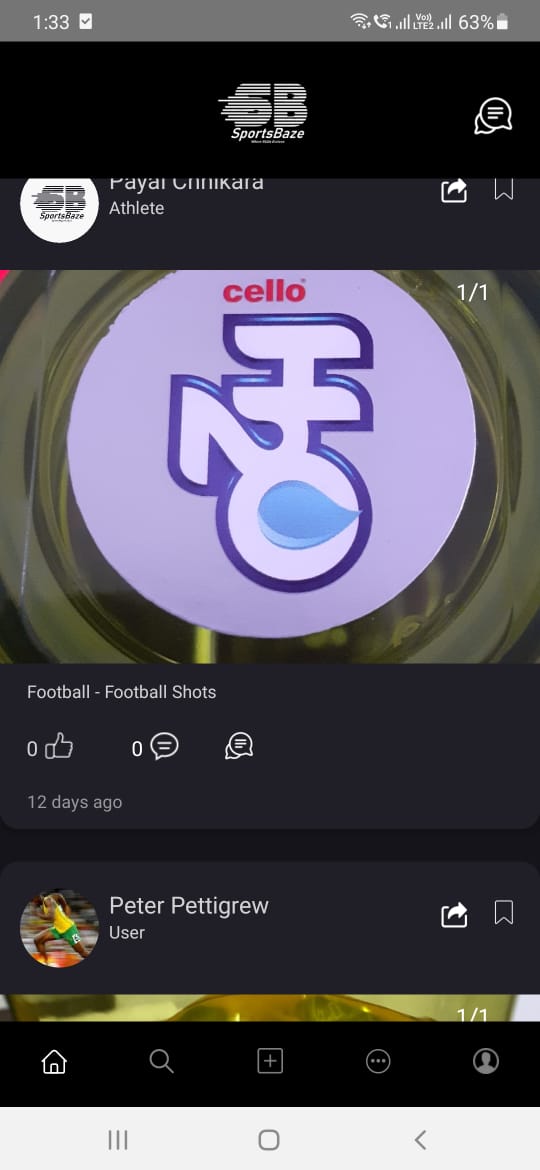 1:33
Vo))
LTE2
63%
SB
SportsBaze
Payal Chhikara
Athlete
SB
SportsBaze
1/1
cello
H2O
Football - Football Shots
0
0
12 days ago
Peter Pettigrew
User
1/1